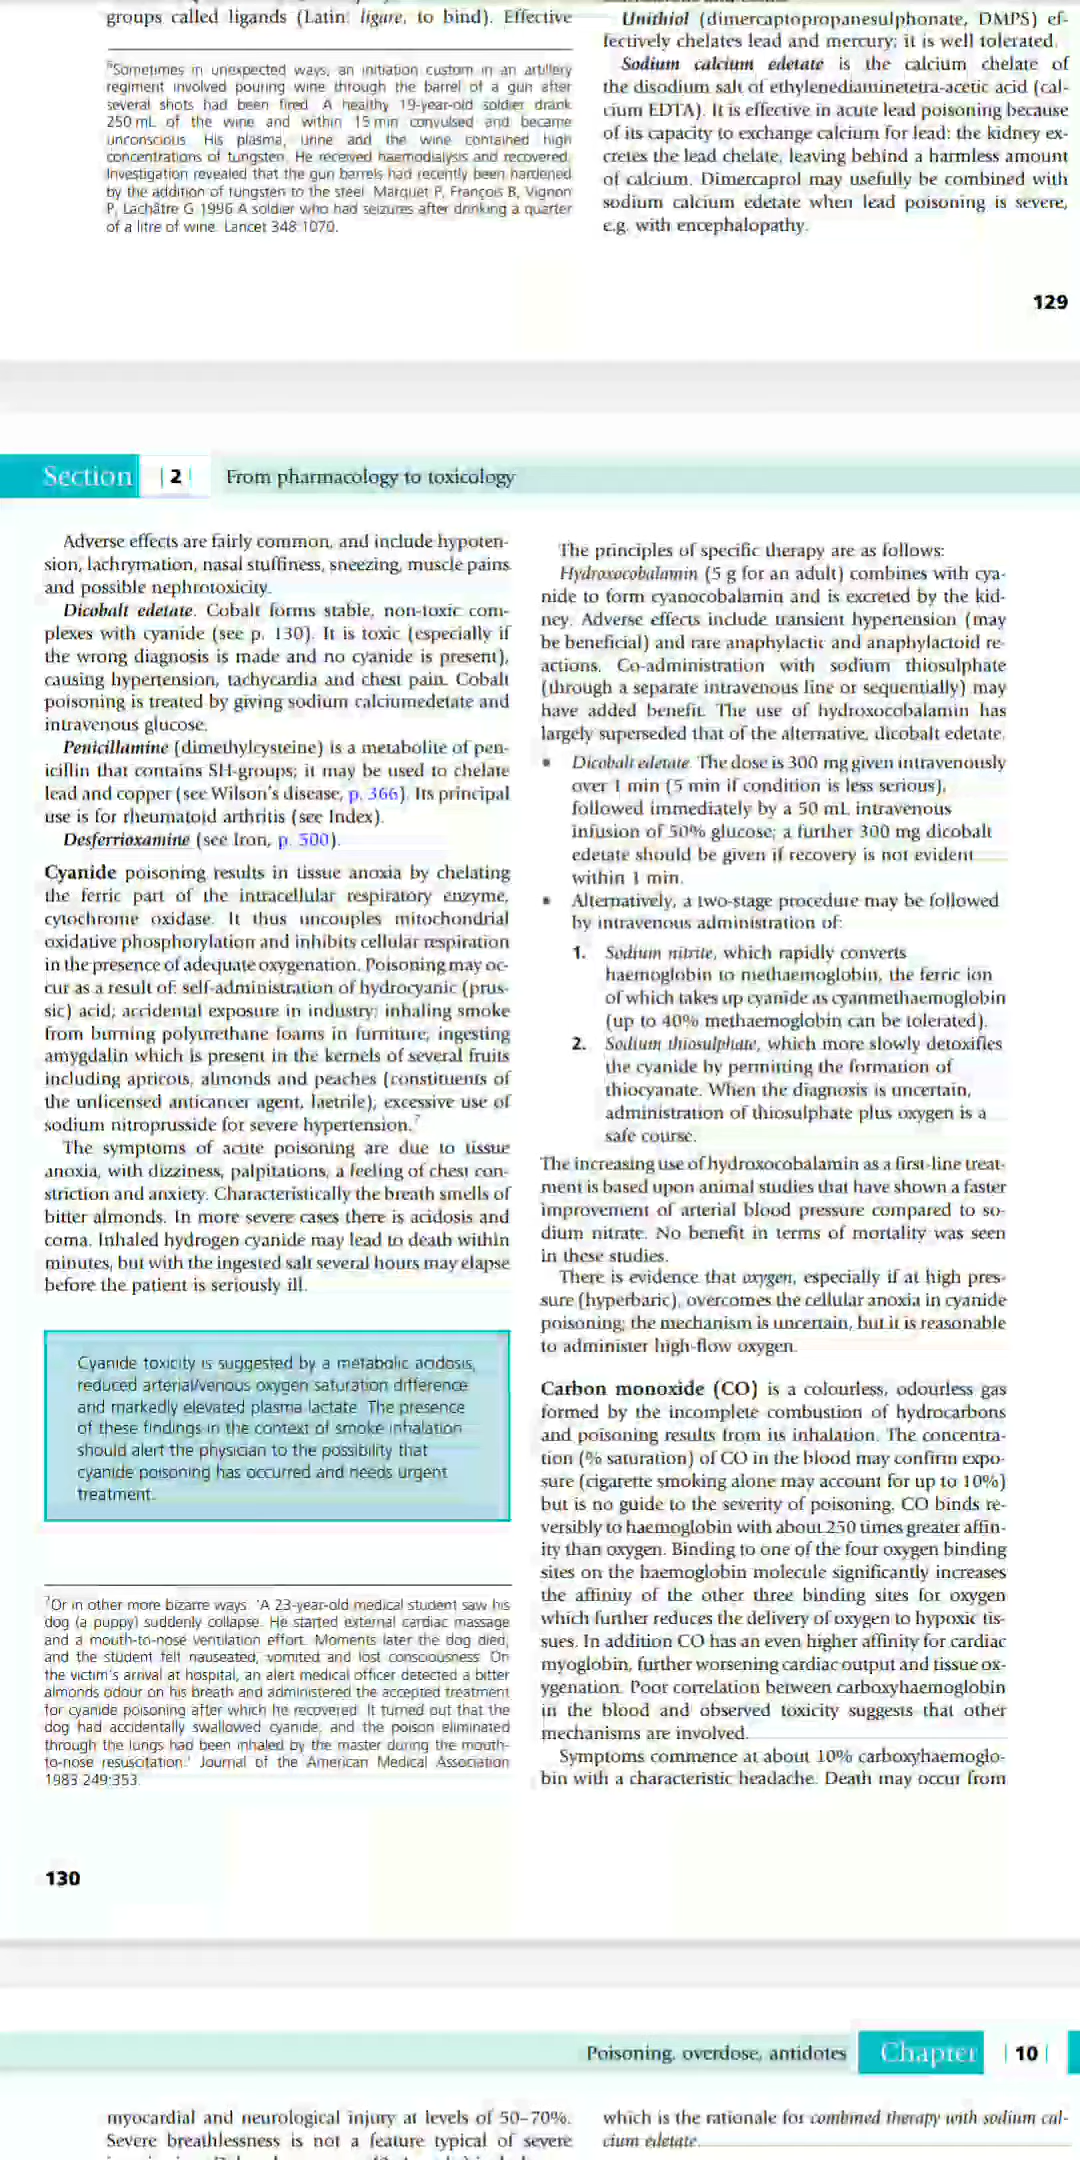 groups called ligands (Latin: ligare, to bind). Effective
6Sometimes in unexpected ways, an initiation custom in an artillery
regiment involved pouring wine through the barrel of a gun after
several shots had been fired. A healthy 19-year-old soldier drank
250 mL of the wine and within 15 min convulsed and became
unconscious. His plasma, urine and the wine contained high
concentrations of tungsten. He received haemodialysis and recovered.
Investigation revealed that the gun barrels had recently been hardened
by the addition of tungsten to the steel. Marquet P, François B, Vignon
P, Lachâtre G 1996 A soldier who had seizures after drinking a quarter
of a litre of wine. Lancet 348:1070.
Unithiol (dimercaptopropanesulphonate, DMPS) ef-
fectively chelates lead and mercury; it is well tolerated.
Sodium calcium edetate is the calcium chelate of
the disodium salt of ethylenediaminetetra-acetic acid (cal-
cium EDTA). It is effective in acute lead poisoning because
of its capacity to exchange calcium for lead: the kidney ex-
cretes the lead chelate, leaving behind a harmless amount
of calcium. Dimercaprol may usefully be combined with
sodium calcium edetate when lead poisoning is severe,
e.g. with encephalopathy.
129
Section | 2 | From pharmacology to toxicology
Adverse effects are fairly common, and include hypoten-
sion, lachrymation, nasal stuffiness, sneezing, muscle pains
and possible nephrotoxicity.
Dicobalt edetate. Cobalt forms stable, non-toxic com-
plexes with cyanide (see p. 130). It is toxic (especially if
the wrong diagnosis is made and no cyanide is present),
causing hypertension, tachycardia and chest pain. Cobalt
poisoning is treated by giving sodium calciumedetate and
intravenous glucose.
Penicillamine (dimethylcysteine) is a metabolite of pen-
icillin that contains SH-groups; it may be used to chelate
lead and copper (see Wilson's disease, p. 366). Its principal
use is for rheumatoid arthritis (see Index).
Desferrioxamine (see Iron, p. 500).
Cyanide poisoning results in tissue anoxia by chelating
the ferric part of the intracellular respiratory enzyme,
cytochrome oxidase. It thus uncouples mitochondrial
oxidative phosphorylation and inhibits cellular respiration
in the presence of adequate oxygenation. Poisoning may oc-
cur as a result of: self-administration of hydrocyanic (prus-
sic) acid; accidental exposure in industry; inhaling smoke
from burning polyurethane foams in furniture; ingesting
amygdalin which is present in the kernels of several fruits
including apricots, almonds and peaches (constituents of
the unlicensed anticancer agent, laetrile), excessive use of
sodium nitroprusside for severe hypertension.7
The symptoms of acute poisoning are due to tissue
anoxia, with dizziness, palpitations, a feeling of chest con-
striction and anxiety. Characteristically the breath smells of
bitter almonds. In more severe cases there is acidosis and
coma. Inhaled hydrogen cyanide may lead to death within
minutes, but with the ingested salt several hours may elapse
before the patient is seriously ill.
Cyanide toxicity is suggested by a metabolic acidosis,
reduced arterial/venous oxygen saturation difference
and markedly elevated plasma lactate. The presence
of these findings in the context of smoke inhalation
should alert the physician to the possibility that
cyanide poisoning has occurred and needs urgent
treatment.
7Or in other more bizarre ways. 'A 23-year-old medical student saw his
dog (a puppy) suddenly collapse. He started external cardiac massage
and a mouth-to-nose ventilation effort. Moments later the dog died,
and the student felt nauseated, vomited and lost consciousness. On
the victim's arrival at hospital, an alert medical officer detected a bitter
almonds odour on his breath and administered the accepted treatment
for cyanide poisoning after which he recovered. It turned out that the
dog had accidentally swallowed cyanide, and the poison eliminated
through the lungs had been inhaled by the master during the mouth-
to-nose resuscitation.' Journal of the American Medical Association
1983 249:353.
The principles of specific therapy are as follows:
Hydroxocobalamin (5 g for an adult) combines with cya-
nide to form cyanocobalamin and is excreted by the kid-
ney. Adverse effects include transient hypertension (may
be beneficial) and rare anaphylactic and anaphylactoid re-
actions. Co-administration with sodium thiosulphate
(through a separate intravenous line or sequentially) may
have added benefit. The use of hydroxocobalamin has
largely superseded that of the alternative, dicobalt edetate.
• Dicobalt edetate. The dose is 300 mg given intravenously
over 1 min (5 min if condition is less serious),
followed immediately by a 50 mL intravenous
infusion of 50% glucose; a further 300 mg dicobalt
edetate should be given if recovery is not evident
within 1 min.
• Alternatively, a two-stage procedure may be followed
by intravenous administration of:
1. Sodium nitrite, which rapidly converts
haemoglobin to methaemoglobin, the ferric ion
of which takes up cyanide as cyanmethaemoglobin
(up to 40% methaemoglobin can be tolerated).
2. Sodium thiosulphate, which more slowly detoxifies
the cyanide by permitting the formation of
thiocyanate. When the diagnosis is uncertain,
administration of thiosulphate plus oxygen is a
safe course.
The increasing use of hydroxocobalamin as a first-line treat-
ment is based upon animal studies that have shown a faster
improvement of arterial blood pressure compared to so-
dium nitrate. No benefit in terms of mortality was seen
in these studies.
There is evidence that oxygen, especially if at high pres-
sure (hyperbaric), overcomes the cellular anoxia in cyanide
poisoning; the mechanism is uncertain, but it is reasonable
to administer high-flow oxygen.
Carbon monoxide (CO) is a colourless, odourless gas
formed by the incomplete combustion of hydrocarbons
and poisoning results from its inhalation. The concentra-
tion (% saturation) of CO in the blood may confirm expo-
sure (cigarette smoking alone may account for up to 10%)
but is no guide to the severity of poisoning. CO binds re-
versibly to haemoglobin with about 250 times greater affin-
ity than oxygen. Binding to one of the four oxygen binding
sites on the haemoglobin molecule significantly increases
the affinity of the other three binding sites for oxygen
which further reduces the delivery of oxygen to hypoxic tis-
sues. In addition CO has an even higher affinity for cardiac
myoglobin, further worsening cardiac output and tissue ox-
ygenation. Poor correlation between carboxyhaemoglobin
in the blood and observed toxicity suggests that other
mechanisms are involved.
Symptoms commence at about 10% carboxyhaemoglo-
bin with a characteristic headache. Death may occur from
130
Poisoning, overdose, antidotes Chapter | 10 |
myocardial and neurological injury at levels of 50–70%.
Severe breathlessness is not a feature typical of severe
which is the rationale for combined therapy with sodium cal-
cium edetate.